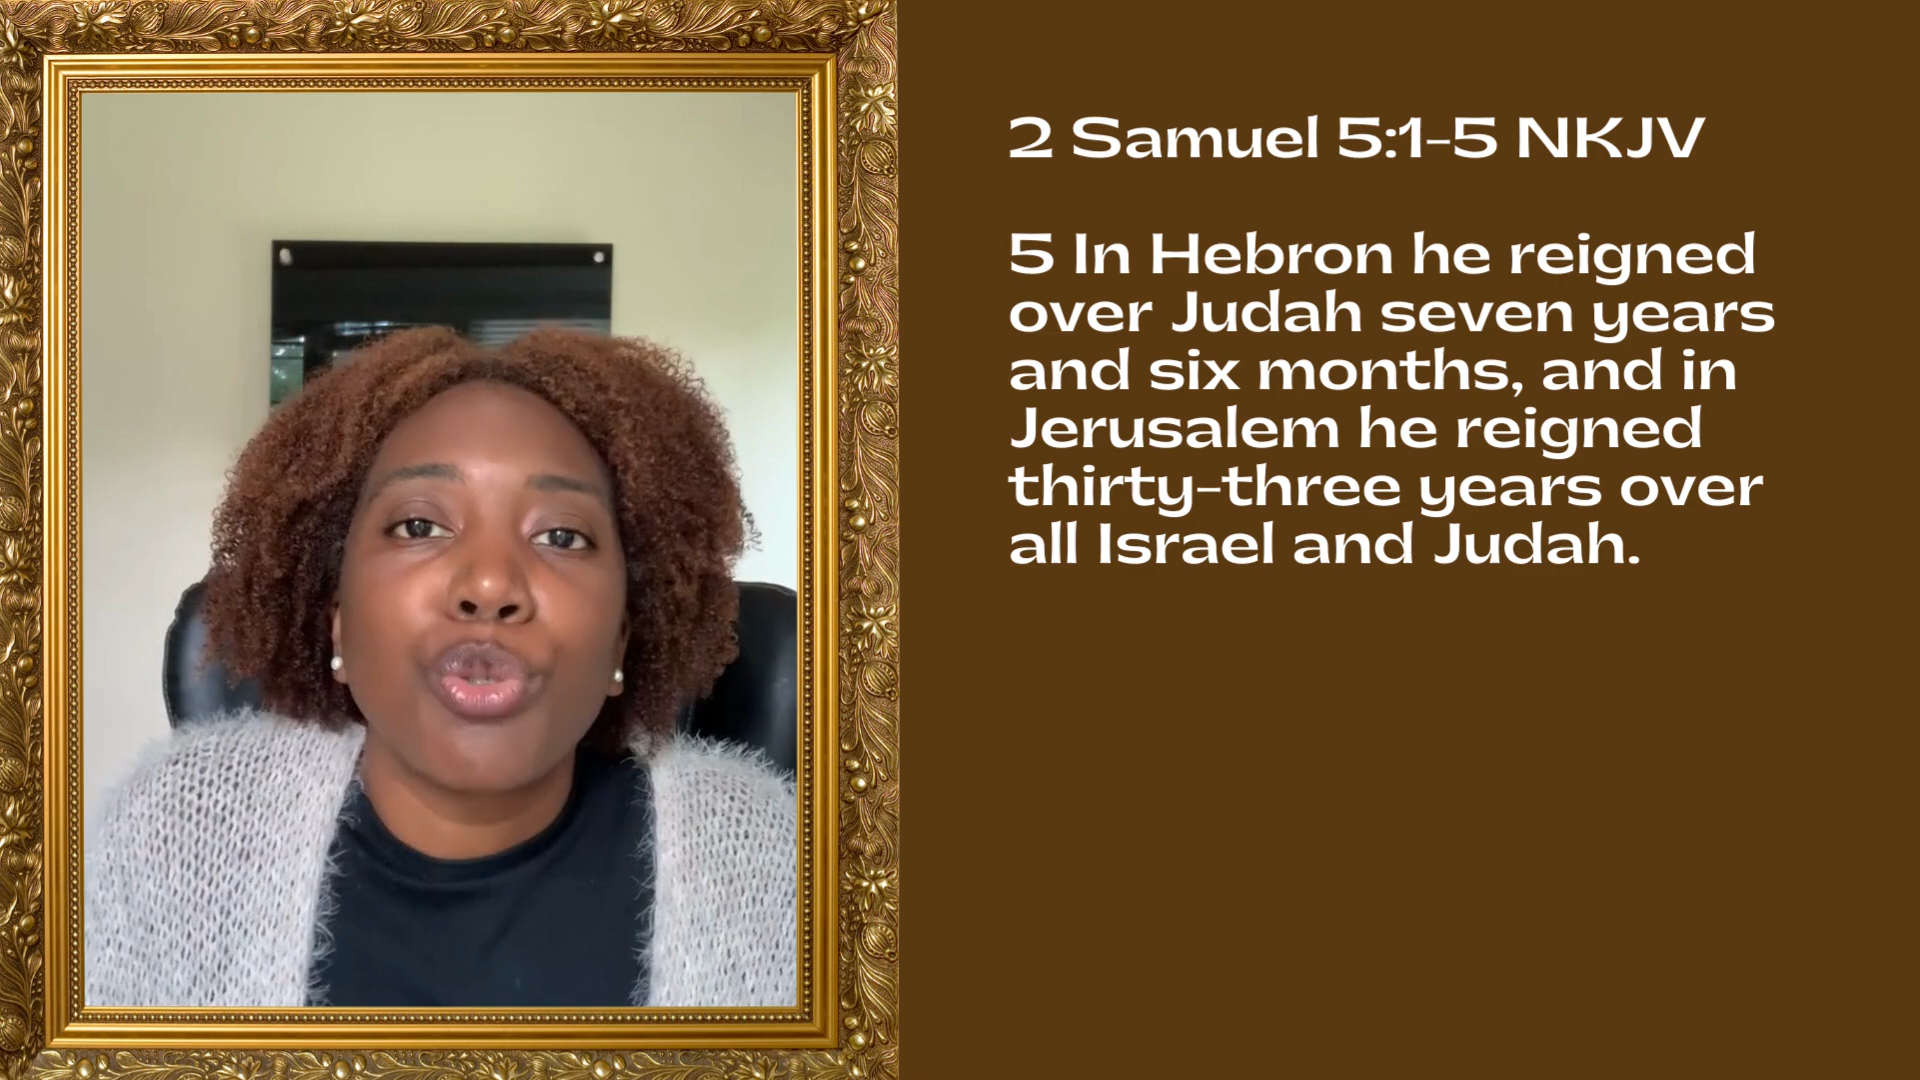 2 Samuel 5:1-5 NKJV
5 In Hebron he reigned
over Judah seven years
and six months, and in
Jerusalem he reigned
thirty-three years over
all Israel and Judah.